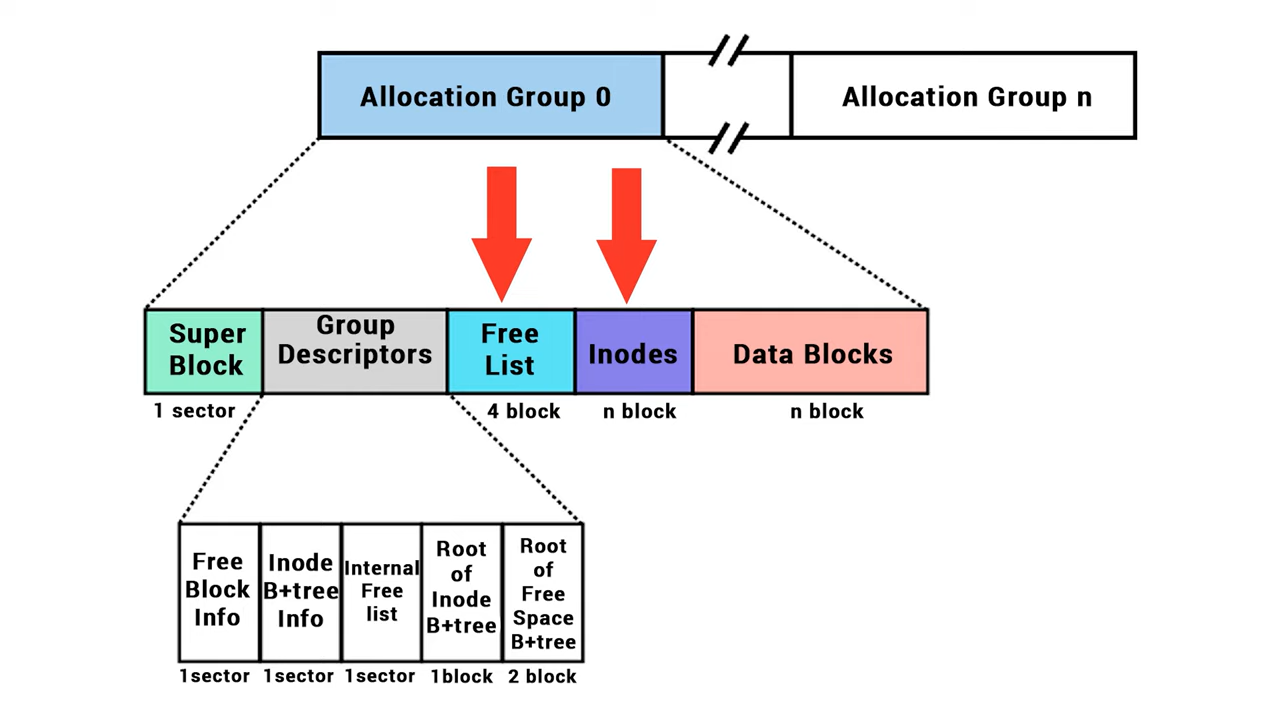 Allocation Group 0
Allocation Group n
Super
Block
Group
Descriptors
Free
List
Inodes
Data Blocks
1 sector
4 block
n block
n block
Free
Block
Info
Inode
B+tree
Info
Internal
Free
list
Root
of
Inode
B+tree
Root
of
Free
Space
B+tree
1sector
1sector
1sector
1block
2 block